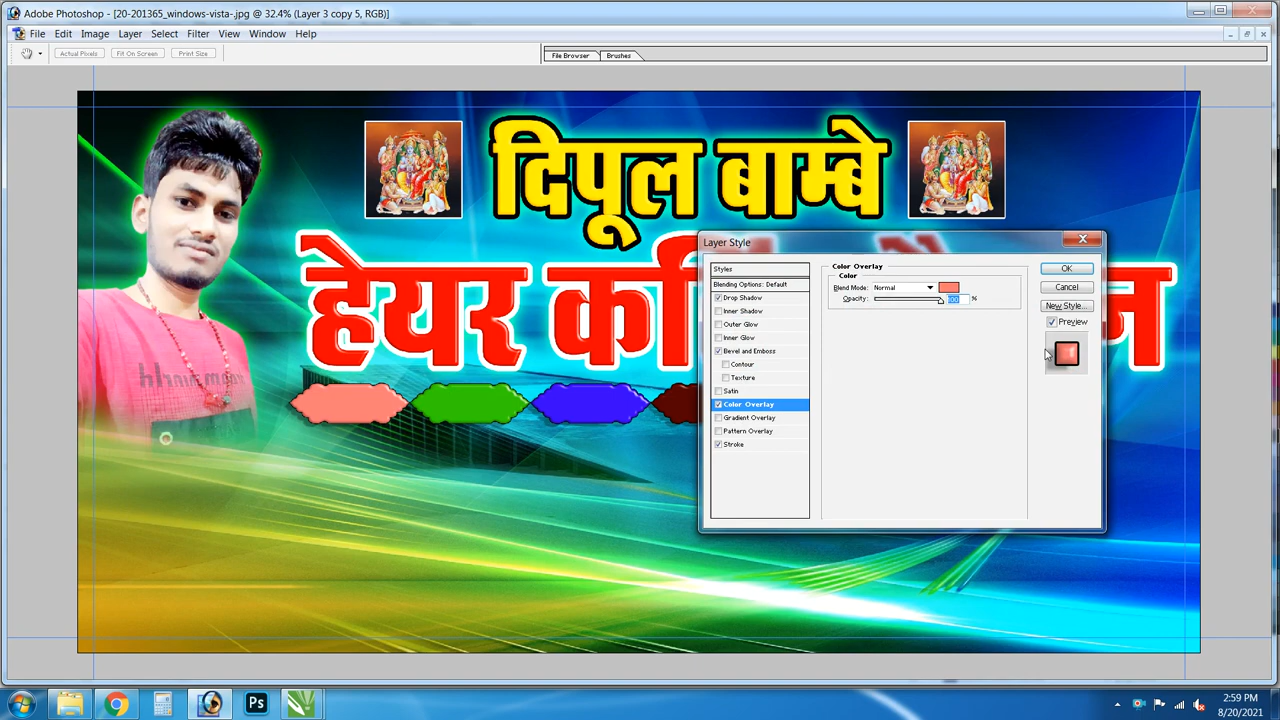 Adobe Photoshop - [20-201365_windows-vista-.jpg @ 32.4% (Layer 3 copy 5, RGB)]
File Edit Image Layer Select Filter View Window Help
Actual Pixels Fit On Screen Print Size File Browser Brushes
दिपूल बाम्बे
हेयर
Layer Style
Styles
Blending Options: Default
Drop Shadow
Inner Shadow
Outer Glow
Inner Glow
Bevel and Emboss
Contour
Texture
Satin
Color Overlay
Gradient Overlay
Pattern Overlay
Stroke
Color Overlay
Color
Blend Mode: Normal
Opacity: 100 %
OK
Cancel
New Style...
Preview
Ps
2:59 PM
8/20/2021